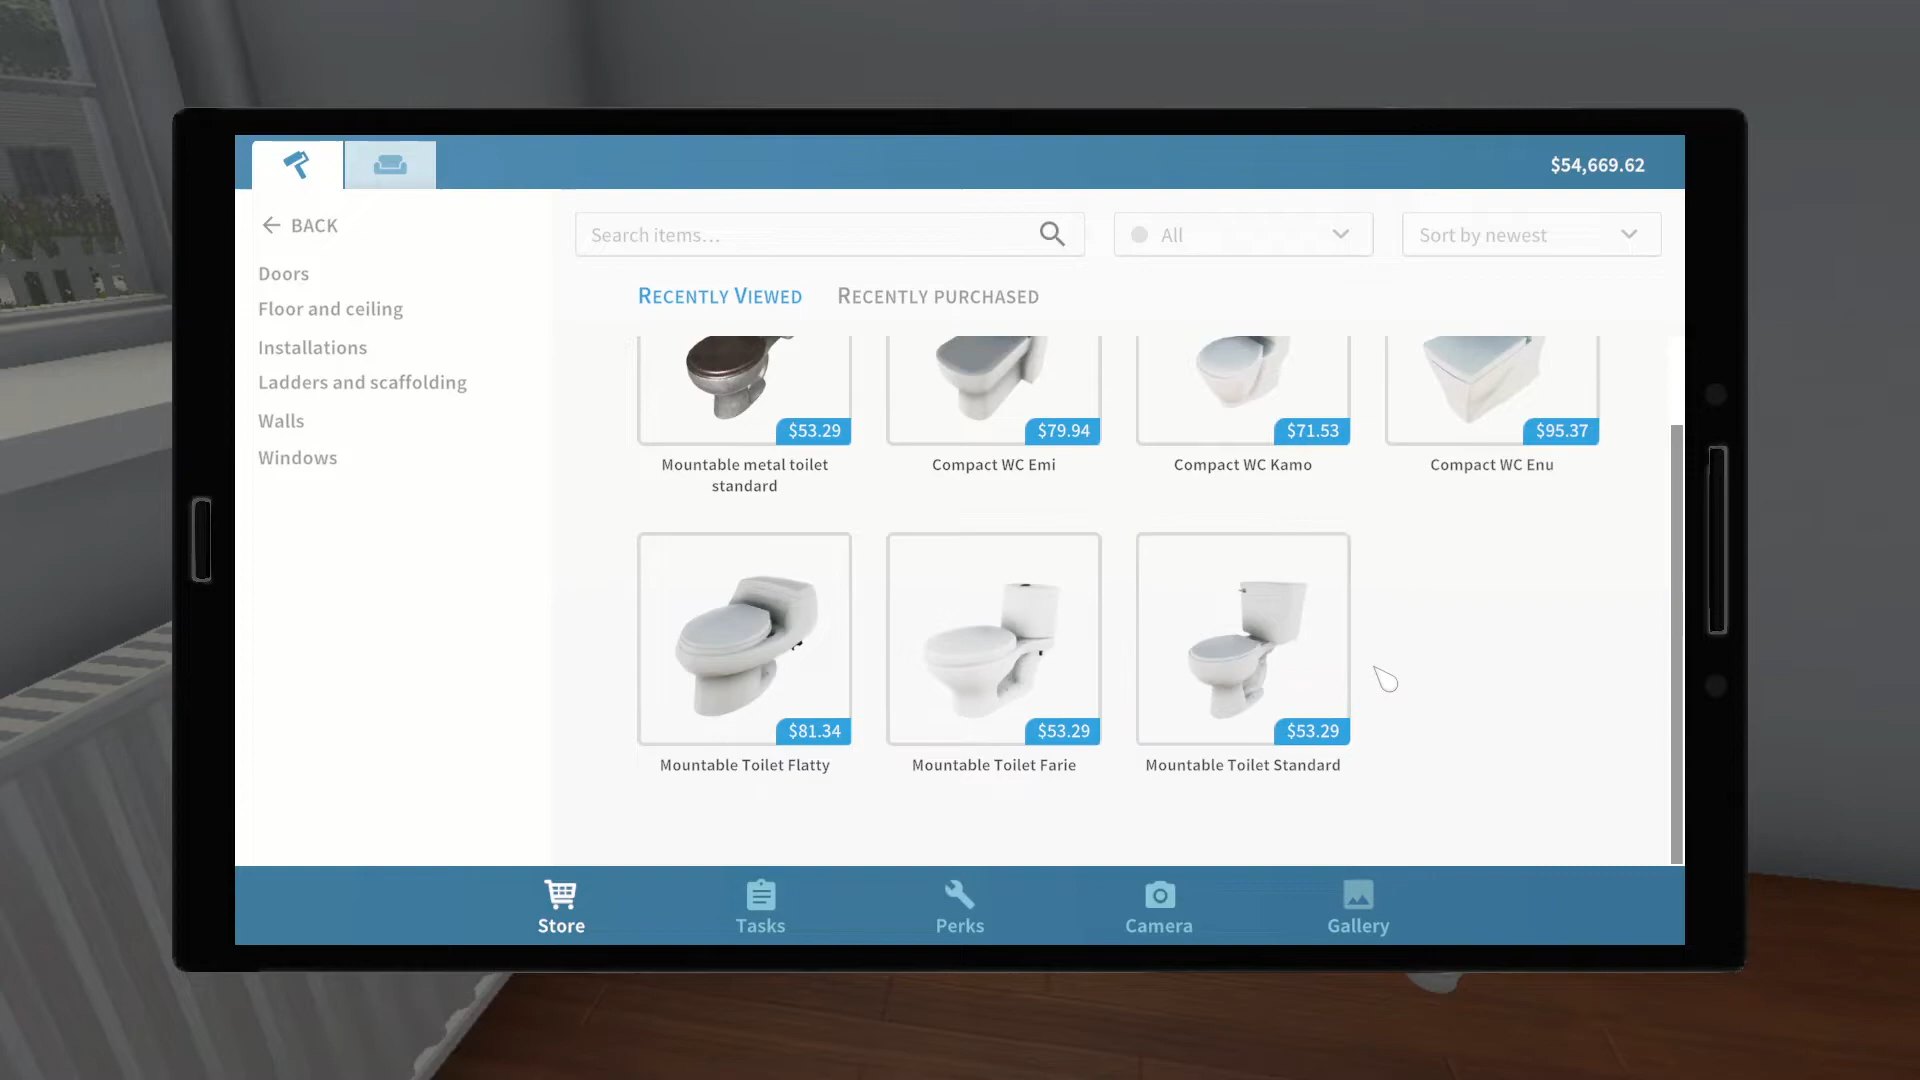 $54,669.62
BACK
Search items...
All
Sort by newest
Doors
Floor and ceiling
Installations
Ladders and scaffolding
Walls
Windows
RECENTLY VIEWED
RECENTLY PURCHASED
$53.29
$79.94
$71.53
$95.37
Mountable metal toilet
standard
Compact WC Emi
Compact WC Kamo
Compact WC Enu
$81.34
$53.29
$53.29
Mountable Toilet Flatty
Mountable Toilet Farie
Mountable Toilet Standard
Store
Tasks
Perks
Camera
Gallery